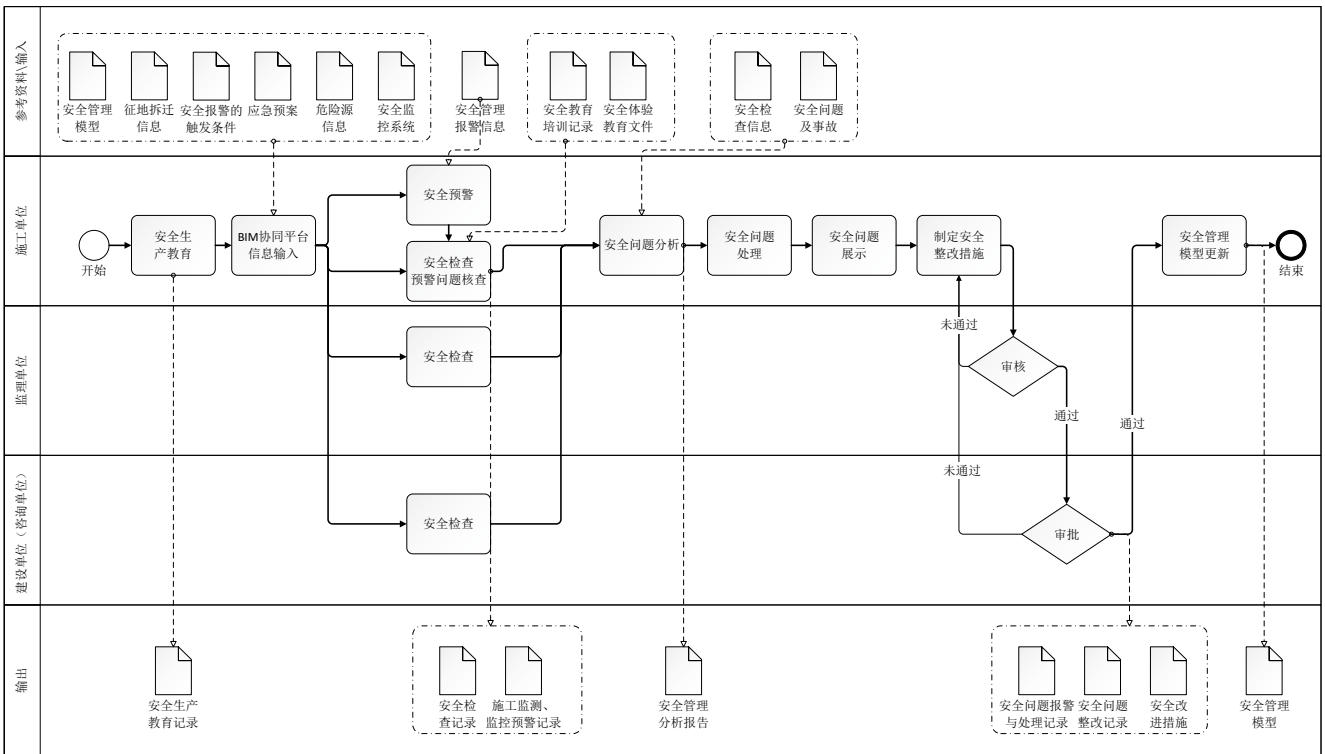 参考资料\输入
安全管理
模型
征地拆迁
信息
安全报警的
触发条件
应急预案
危险源
信息
安全监
控系统
安全管理
报警信息
安全教育
培训记录
安全体验
教育文件
安全检
查信息
安全问题
及事故
施工单位
开始
安全生
产教育
BIM协同平台
信息输入
安全预警
安全检查
预警问题核查
安全问题分析
安全问题
处理
安全问题
展示
制定安全
整改措施
安全管理
模型更新
结束
监理单位
安全检查
未通过
审核
通过
通过
建设单位（咨询单位）
安全检查
未通过
审批
输出
安全生产
教育记录
安全检
查记录
施工监测、
监控预警记录
安全管理
分析报告
安全问题报警
与处理记录
安全问题
整改记录
安全改
进措施
安全管理
模型